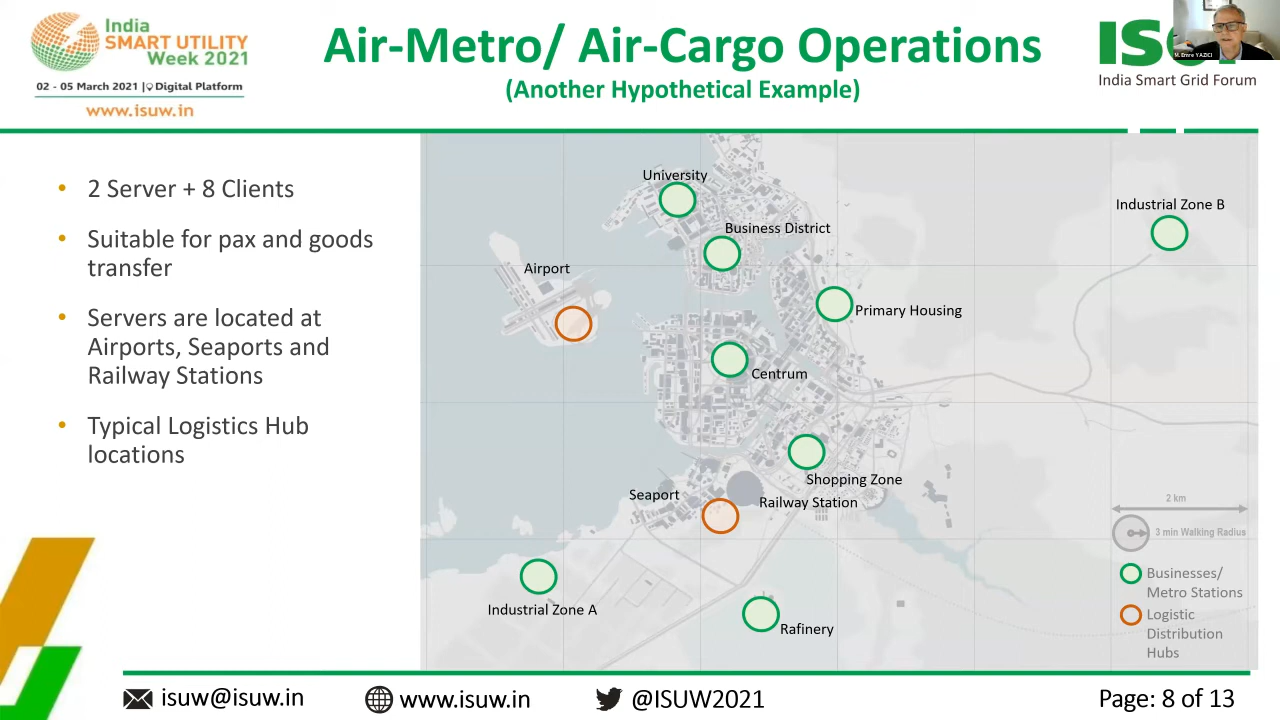 India
SMART UTILITY
Week 2021
02 - 05 March 2021 | Digital Platform
www.isuw.in
Air-Metro/ Air-Cargo Operations
(Another Hypothetical Example)
M. Emre YAZICI
India Smart Grid Forum
• 2 Server + 8 Clients
• Suitable for pax and goods
transfer
• Servers are located at
Airports, Seaports and
Railway Stations
• Typical Logistics Hub
locations
University
Industrial Zone B
Business District
Airport
Primary Housing
Centrum
Shopping Zone
Seaport
Railway Station
2 km
3 min Walking Radius
Businesses/
Metro Stations
Industrial Zone A
Logistic
Distribution
Hubs
Rafinery
isuw@isuw.in
www.isuw.in
@ISUW2021
Page: 8 of 13